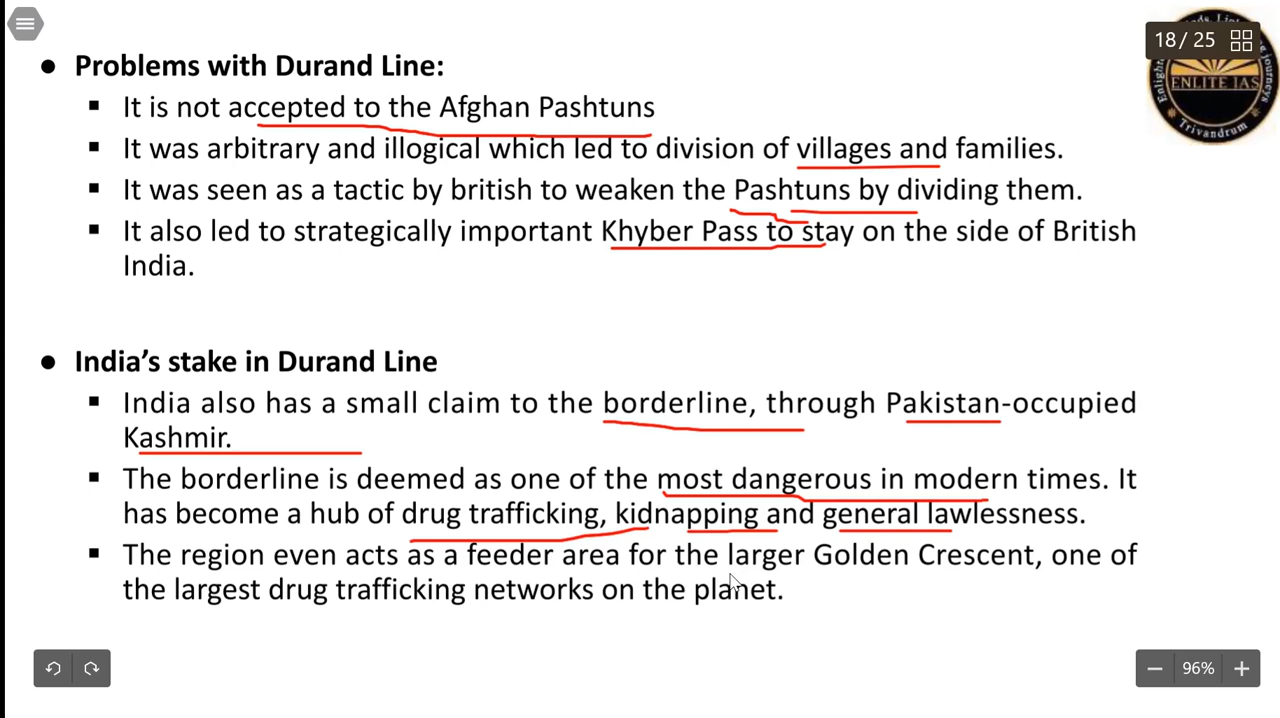 18 / 25
ENLITE IAS
Trivandrum
● Problems with Durand Line:
▪ It is not accepted to the Afghan Pashtuns
▪ It was arbitrary and illogical which led to division of villages and families.
▪ It was seen as a tactic by british to weaken the Pashtuns by dividing them.
▪ It also led to strategically important Khyber Pass to stay on the side of British
India.
● India’s stake in Durand Line
▪ India also has a small claim to the borderline, through Pakistan-occupied
Kashmir.
▪ The borderline is deemed as one of the most dangerous in modern times. It
has become a hub of drug trafficking, kidnapping and general lawlessness.
▪ The region even acts as a feeder area for the larger Golden Crescent, one of
the largest drug trafficking networks on the planet.
96%